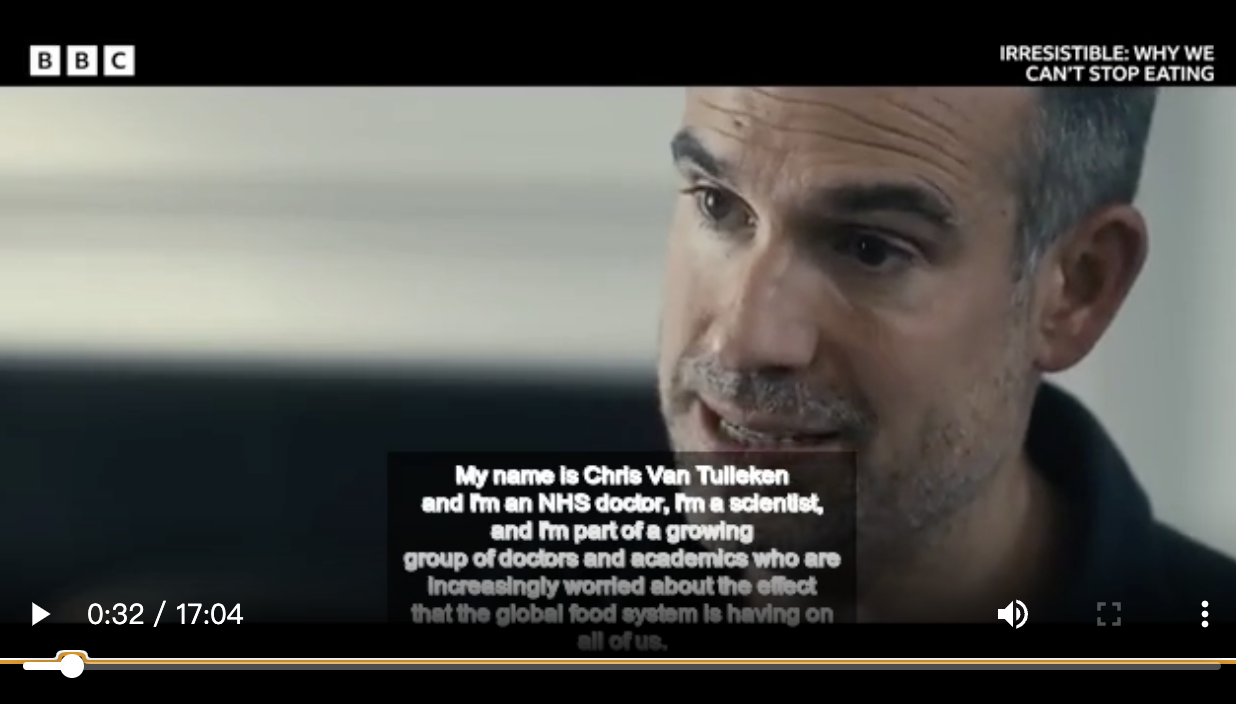 BBC
IRRESISTIBLE: WHY WE
CAN'T STOP EATING
My name is Chris Van Tulleken
and I'm an NHS doctor, I'm a scientist,
and I'm part of a growing
group of doctors and academics who are
increasingly worried about the effect
that the global food system is having on
all of us.
0:32 / 17:04